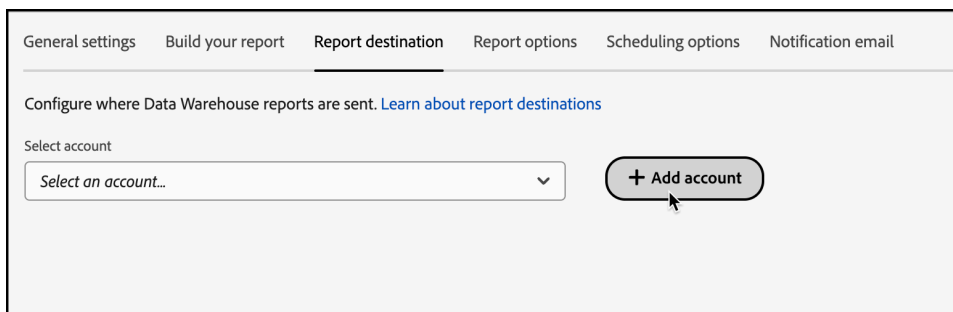 General settings Build your report Report destination Report options Scheduling options Notification email
Configure where Data Warehouse reports are sent. Learn about report destinations
Select account
Select an account... + Add account